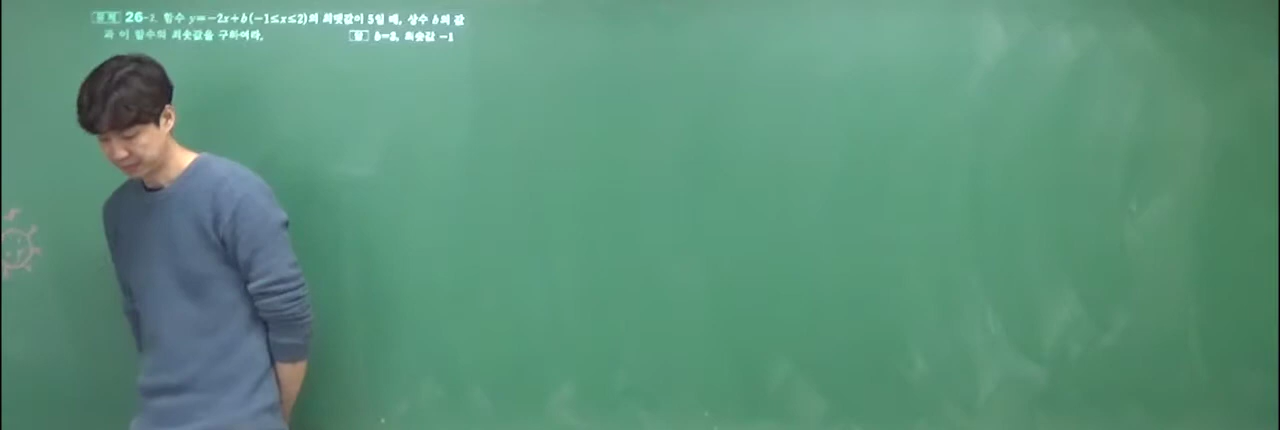 유제 26-2. 함수 y=-2x+b(-1≤x≤2)의 최댓값이 5일 때, 상수 b의 값
과 이 함수의 최솟값을 구하여라. [답] b=3, 최솟값 -1